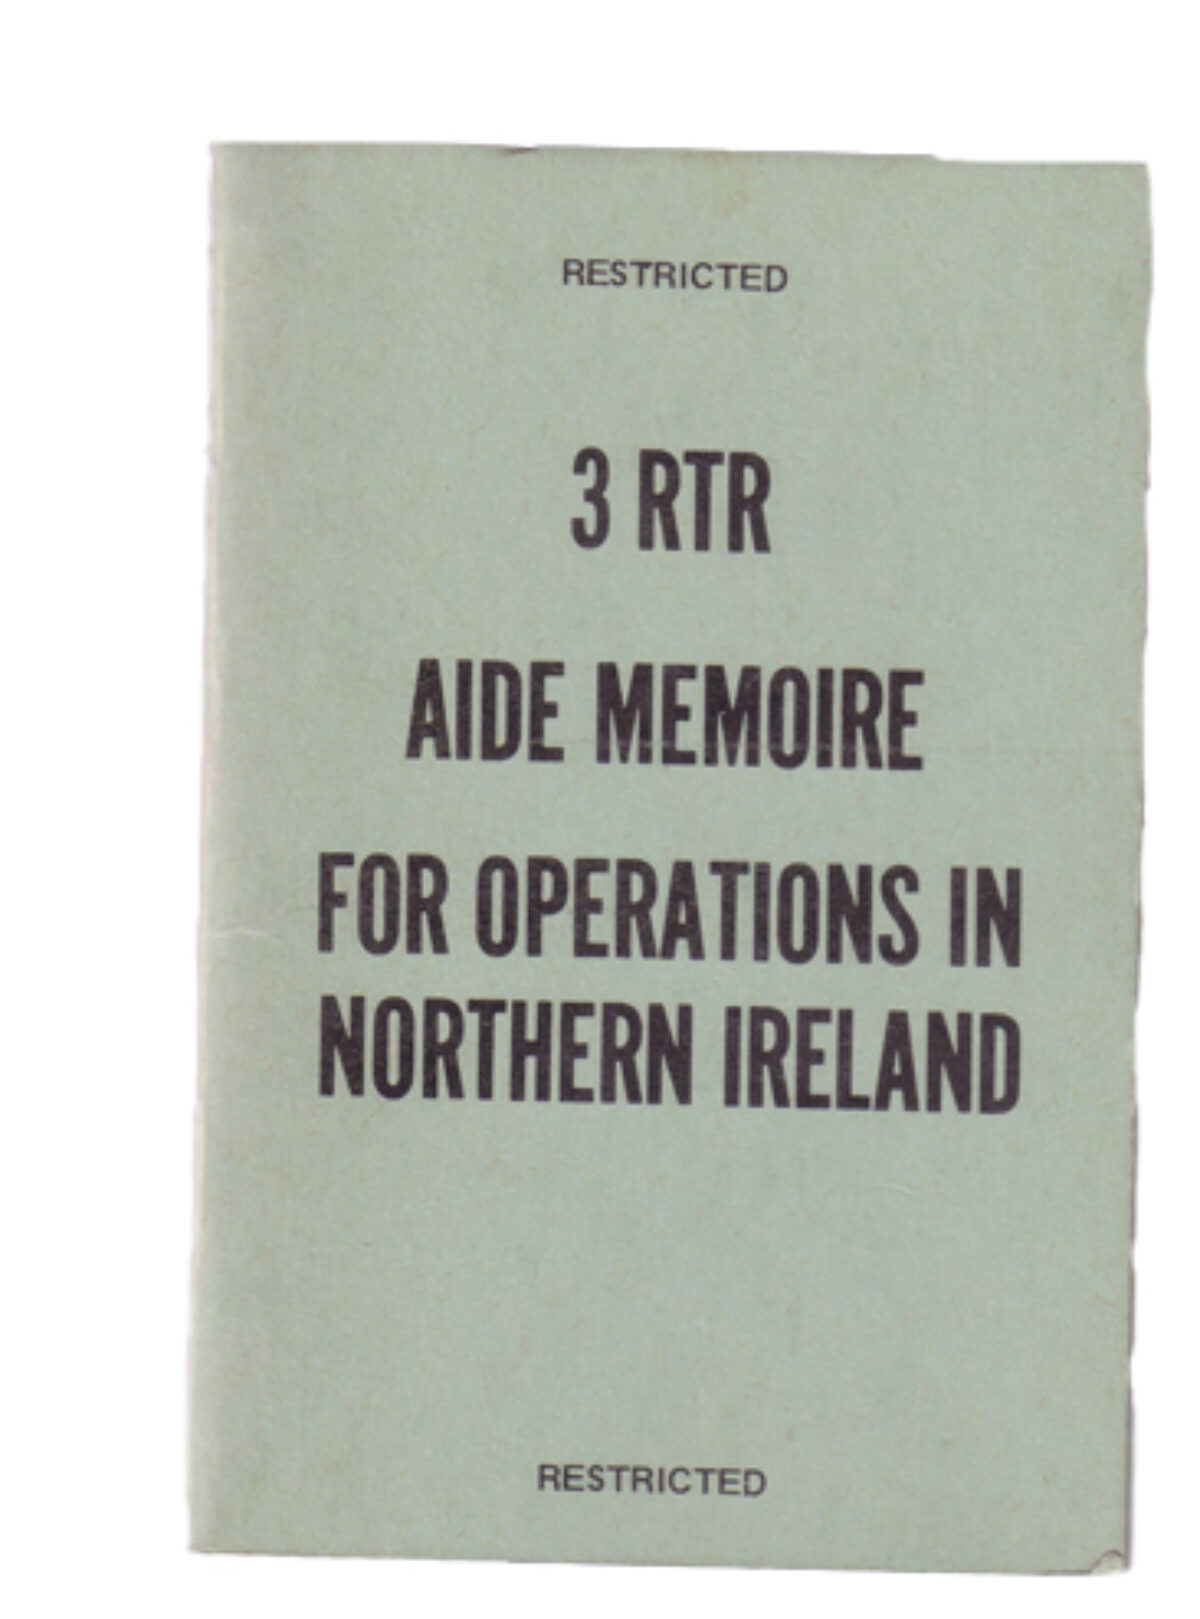 RESTRICTED
3 RTR
AIDE MEMOIRE
FOR OPERATIONS IN
NORTHERN IRELAND
RESTRICTED